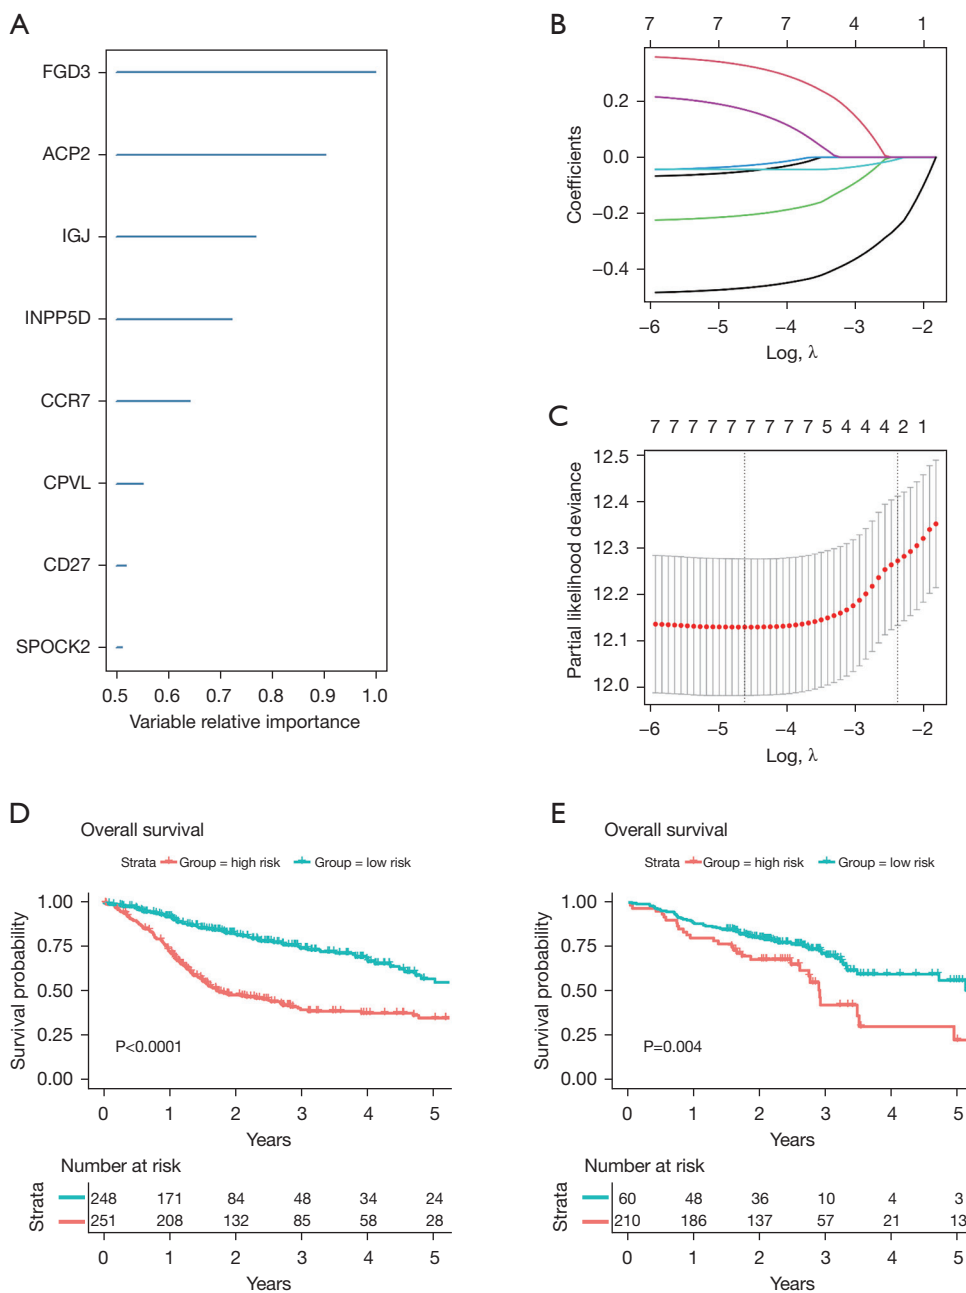 A
FGD3
ACP2
IGJ
INPP5D
CCR7
CPVL
CD27
SPOCK2
0.5 0.6 0.7 0.8 0.9 1.0
Variable relative importance
B
7 7 7 4 1
Coefficients
0.2
0.0
−0.2
−0.4
−6 −5 −4 −3 −2
Log, λ
C
7 7 7 7 7 7 7 7 7 5 4 4 4 2 1
Partial likelihood deviance
12.5
12.4
12.3
12.2
12.1
12.0
−6 −5 −4 −3 −2
Log, λ
D
Overall survival
Strata Group = high risk Group = low risk
Survival probability
1.00
0.75
0.50
0.25
0.00
P<0.0001
0 1 2 3 4 5
Years
Number at risk
Strata
248 171 84 48 34 24
251 208 132 85 58 28
0 1 2 3 4 5
Years
E
Overall survival
Strata Group = high risk Group = low risk
Survival probability
1.00
0.75
0.50
0.25
0.00
P=0.004
0 1 2 3 4 5
Years
Number at risk
Strata
60 48 36 10 4 3
210 186 137 57 21 13
0 1 2 3 4 5
Years